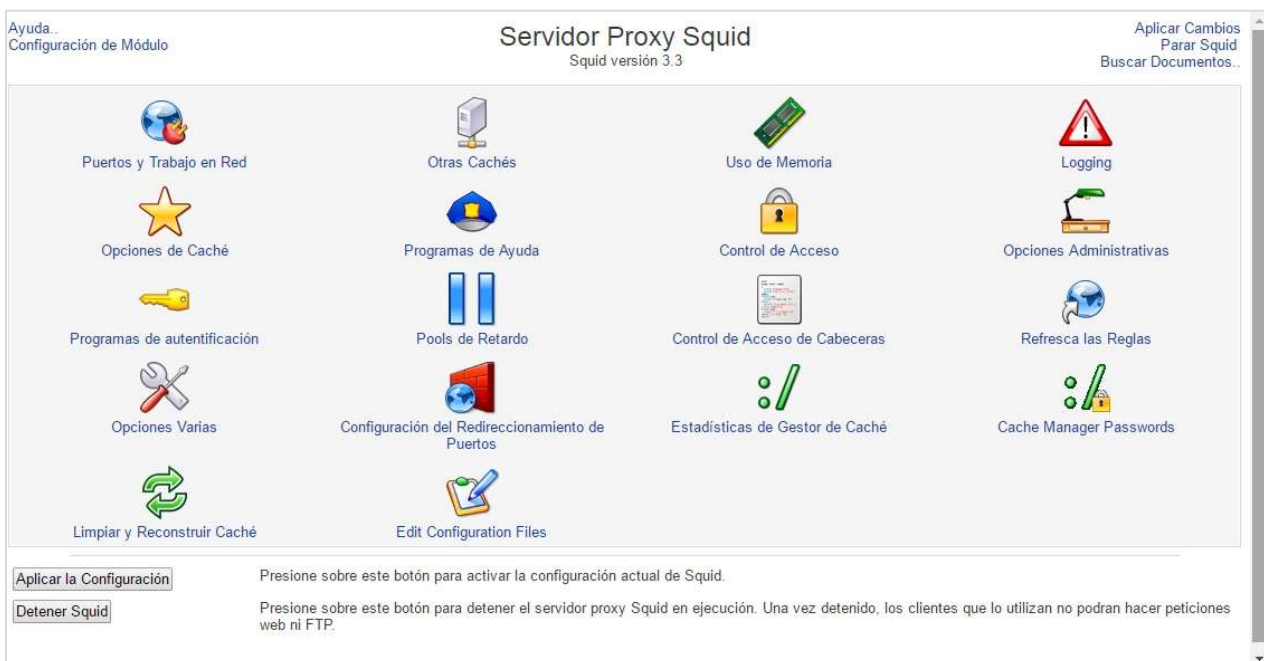 Ayuda..
Configuración de Módulo
Servidor Proxy Squid
Squid versión 3.3
Aplicar Cambios
Parar Squid
Buscar Documentos..
Puertos y Trabajo en Red
Otras Cachés
Uso de Memoria
Logging
Opciones de Caché
Programas de Ayuda
Control de Acceso
Opciones Administrativas
Programas de autentificación
Pools de Retardo
Control de Acceso de Cabeceras
Refresca las Reglas
Opciones Varias
Configuración del Redireccionamiento de
Puertos
Estadísticas de Gestor de Caché
Cache Manager Passwords
Limpiar y Reconstruir Caché
Edit Configuration Files
Aplicar la Configuración
Presione sobre este botón para activar la configuración actual de Squid.
Detener Squid
Presione sobre este botón para detener el servidor proxy Squid en ejecución. Una vez detenido, los clientes que lo utilizan no podran hacer peticiones
web ni FTP.